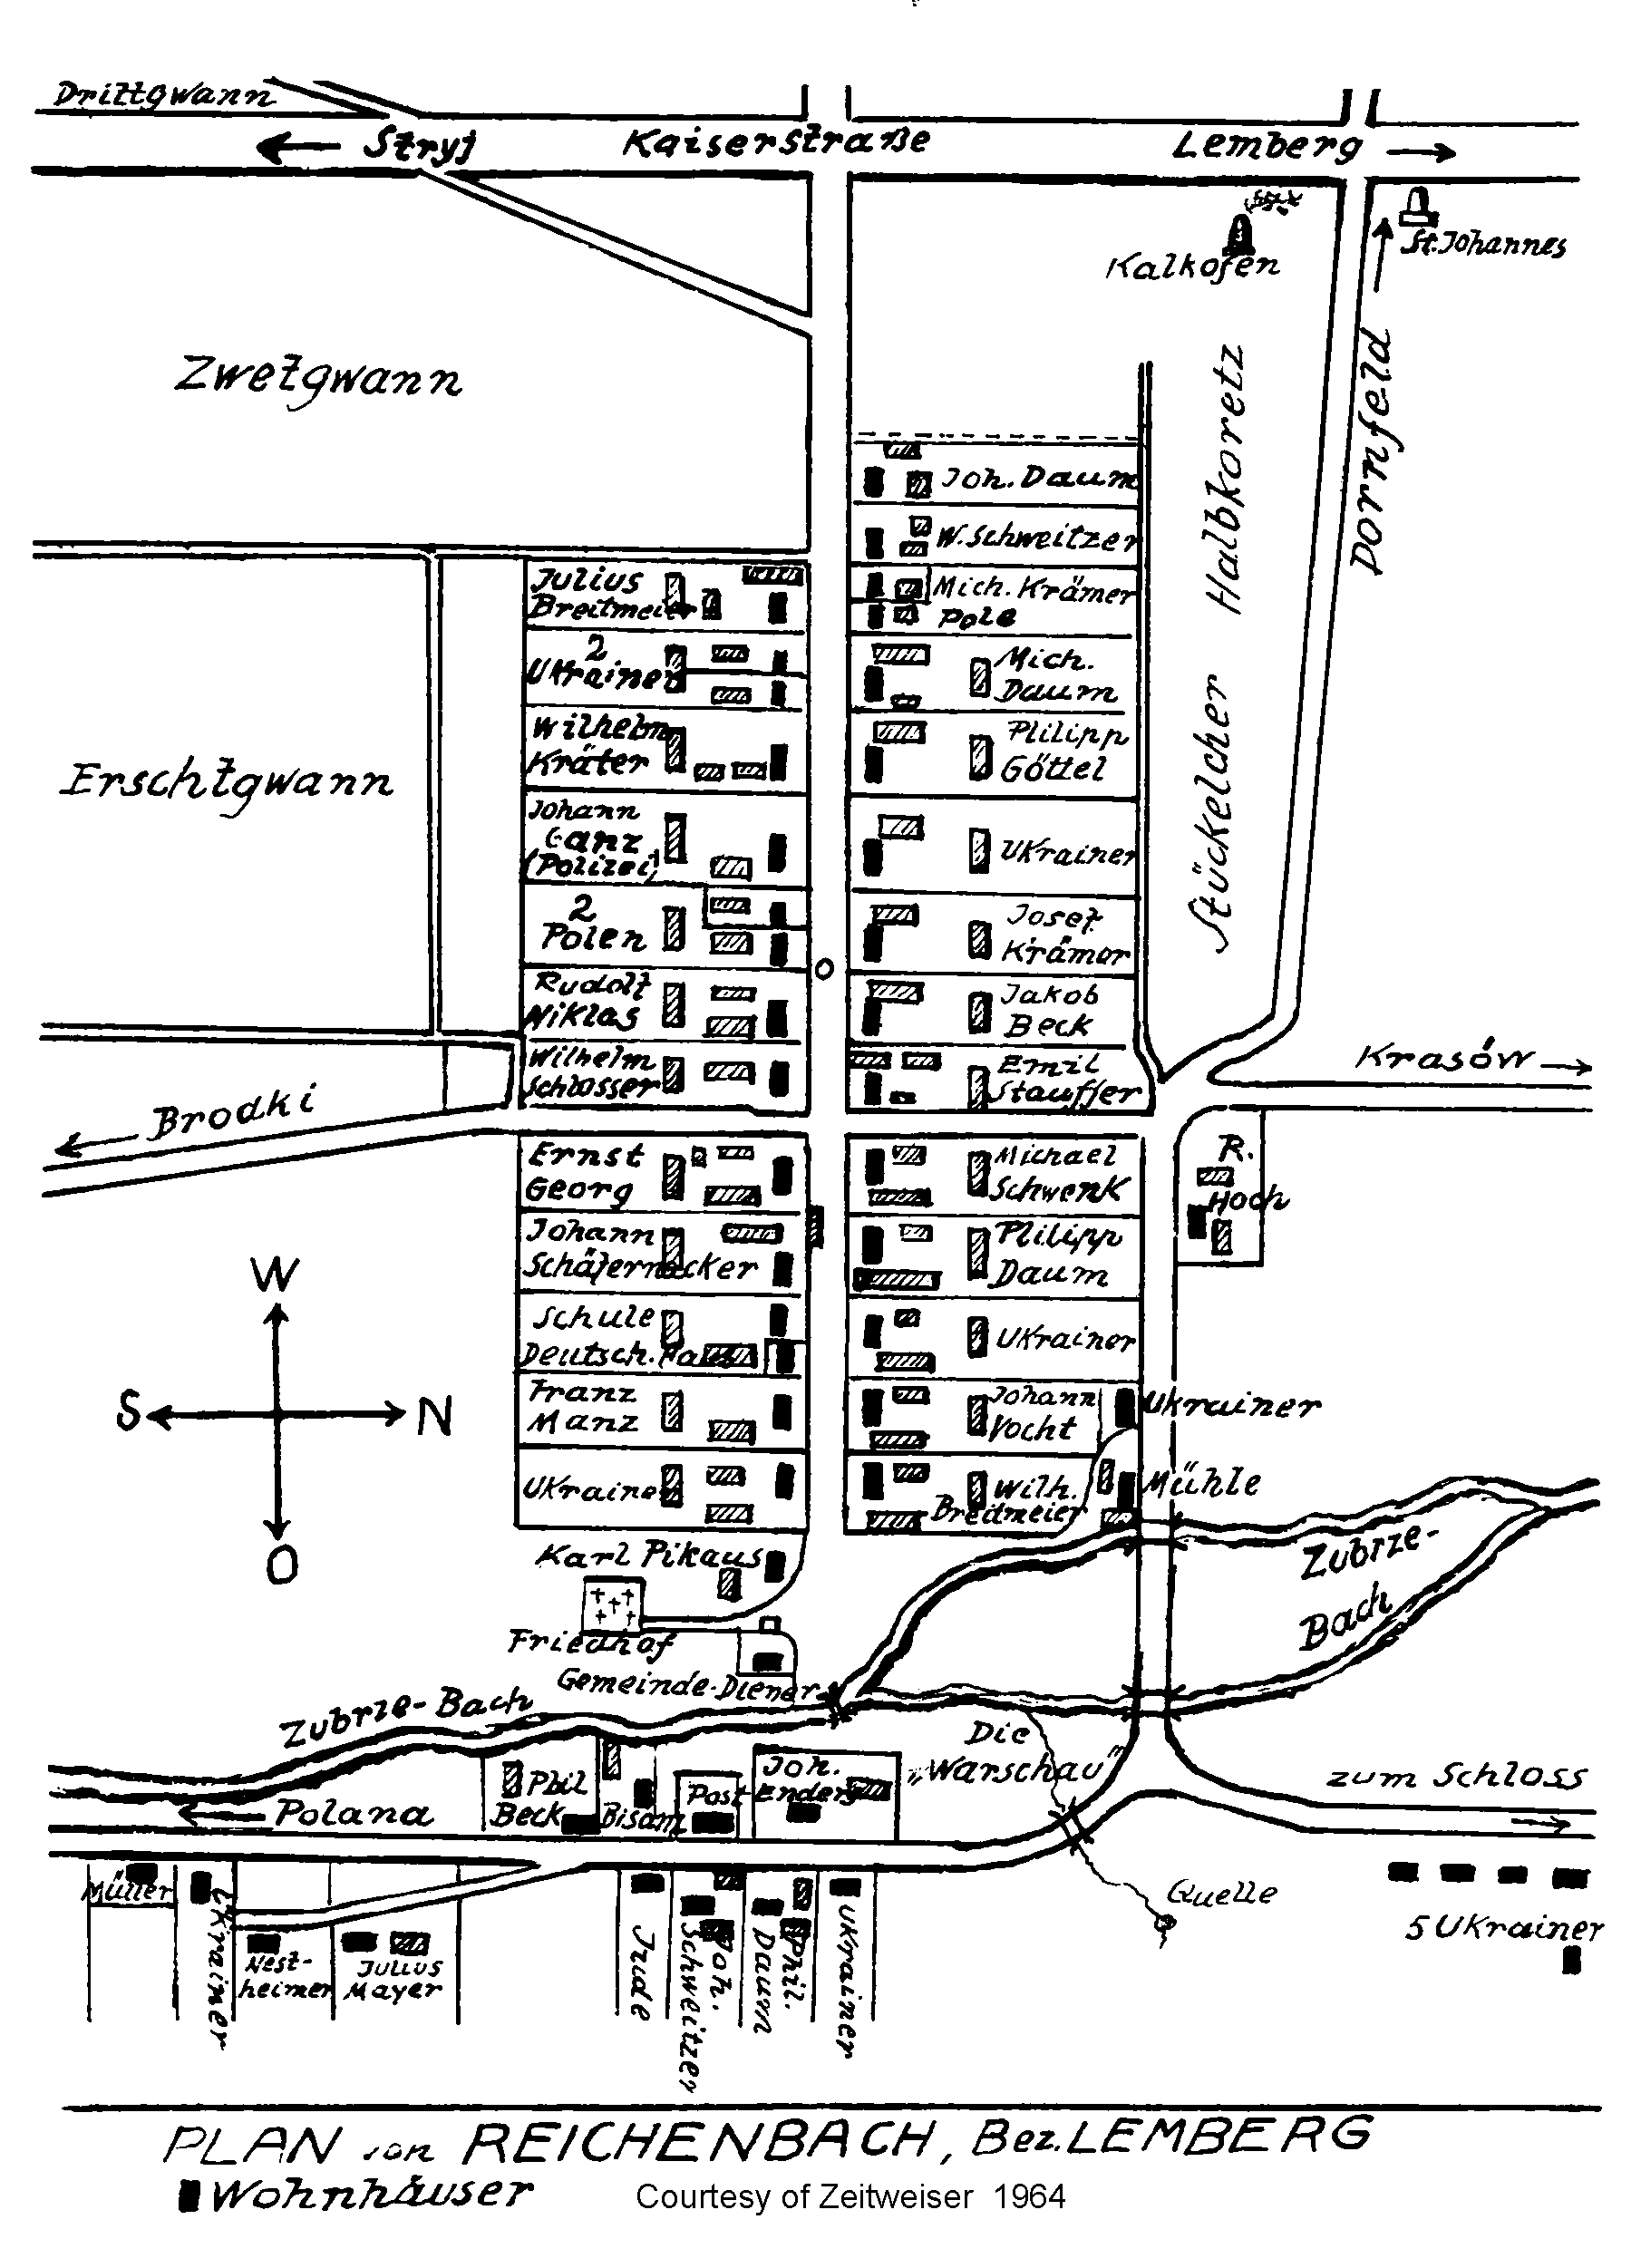 Drittgwann
Stryj
Kaiserstraße
Lemberg
Kalkofen
St. Johannes
Zwetgwann
Erschtgwann
Stückelcher Halbkoretz
Dornfeld
Joh. Daum
W. Schweitzer
Mich. Krämer
Pole
Mich.
Daum
Plilipp
Göttel
Ukrainer
Josef
Krämer
Jakob
Beck
Emil
Stauffer
Julius
Breitmeier
2
Ukrainer
Wilhelm
Kräter
Johann
Ganz
(Polizei)
2
Polen
Rudolf
Niklas
Wilhelm
Schlosser
Brodki
Krasów
Ernst
Georg
Johann
Schäfernocker
Schule
Deutsch. Haus
Franz
Manz
Ukrainer
Michael
Schwenk
Plilipp
Daum
Ukrainer
Johann
Vocht
Wilh.
Breitmeier
R.
Hoch
Ukrainer
Mühle
W
S
N
O
Karl Pikaus
Friedhof
Gemeinde-Diener
Zubrze-
Bach
Zubrze-Bach
Polana
Phil
Beck
Bisam
Post
Joh.
Enders
Die
„Warschau"
zum Schloss
Quelle
5 Ukrainer
Müller
Ukrainer
Nest-
heimer
Julius
Mayer
Jude
Joh.
Schweitzer
Phil.
Daum
Ukrainer
PLAN von REICHENBACH, Bez. LEMBERG
Wohnhäuser
Courtesy of Zeitweiser 1964